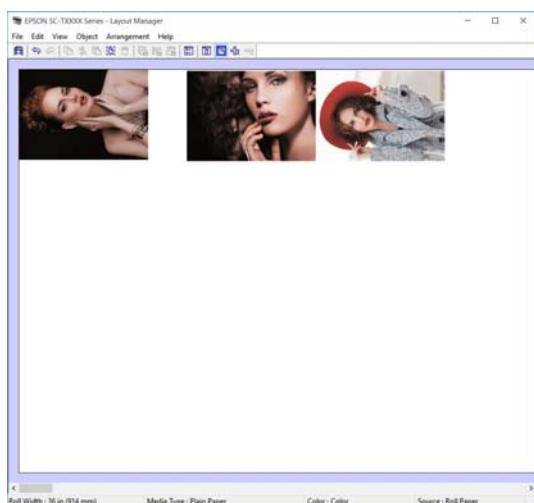 EPSON SC-TXXXX Series - Layout Manager
File Edit View Object Arrangement Help
Roll Width : 36 in (914 mm) Media Type : Plain Paper Color : Color Source : Roll Paper